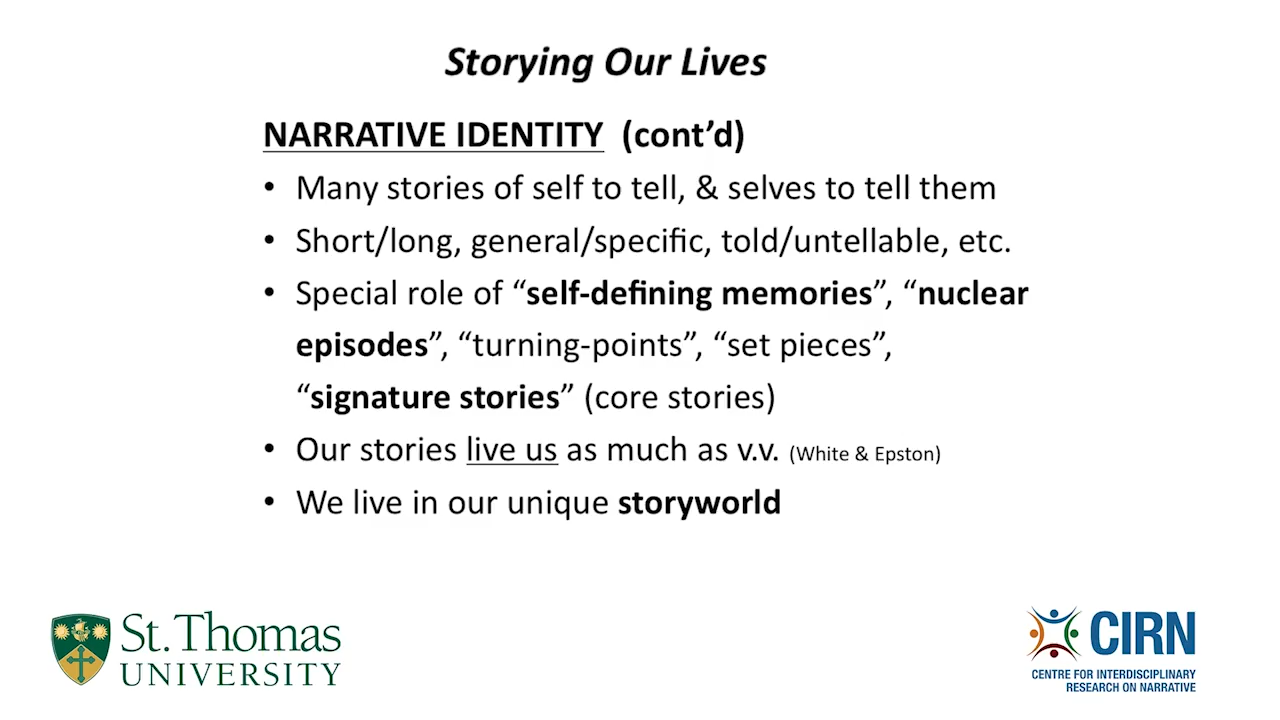 Storying Our Lives
NARRATIVE IDENTITY (cont’d)
• Many stories of self to tell, & selves to tell them
• Short/long, general/specific, told/untellable, etc.
• Special role of “self-defining memories”, “nuclear
episodes”, “turning-points”, “set pieces”,
“signature stories” (core stories)
• Our stories live us as much as v.v. (White & Epston)
• We live in our unique storyworld
St. Thomas
UNIVERSITY
CIRN
CENTRE FOR INTERDISCIPLINARY
RESEARCH ON NARRATIVE